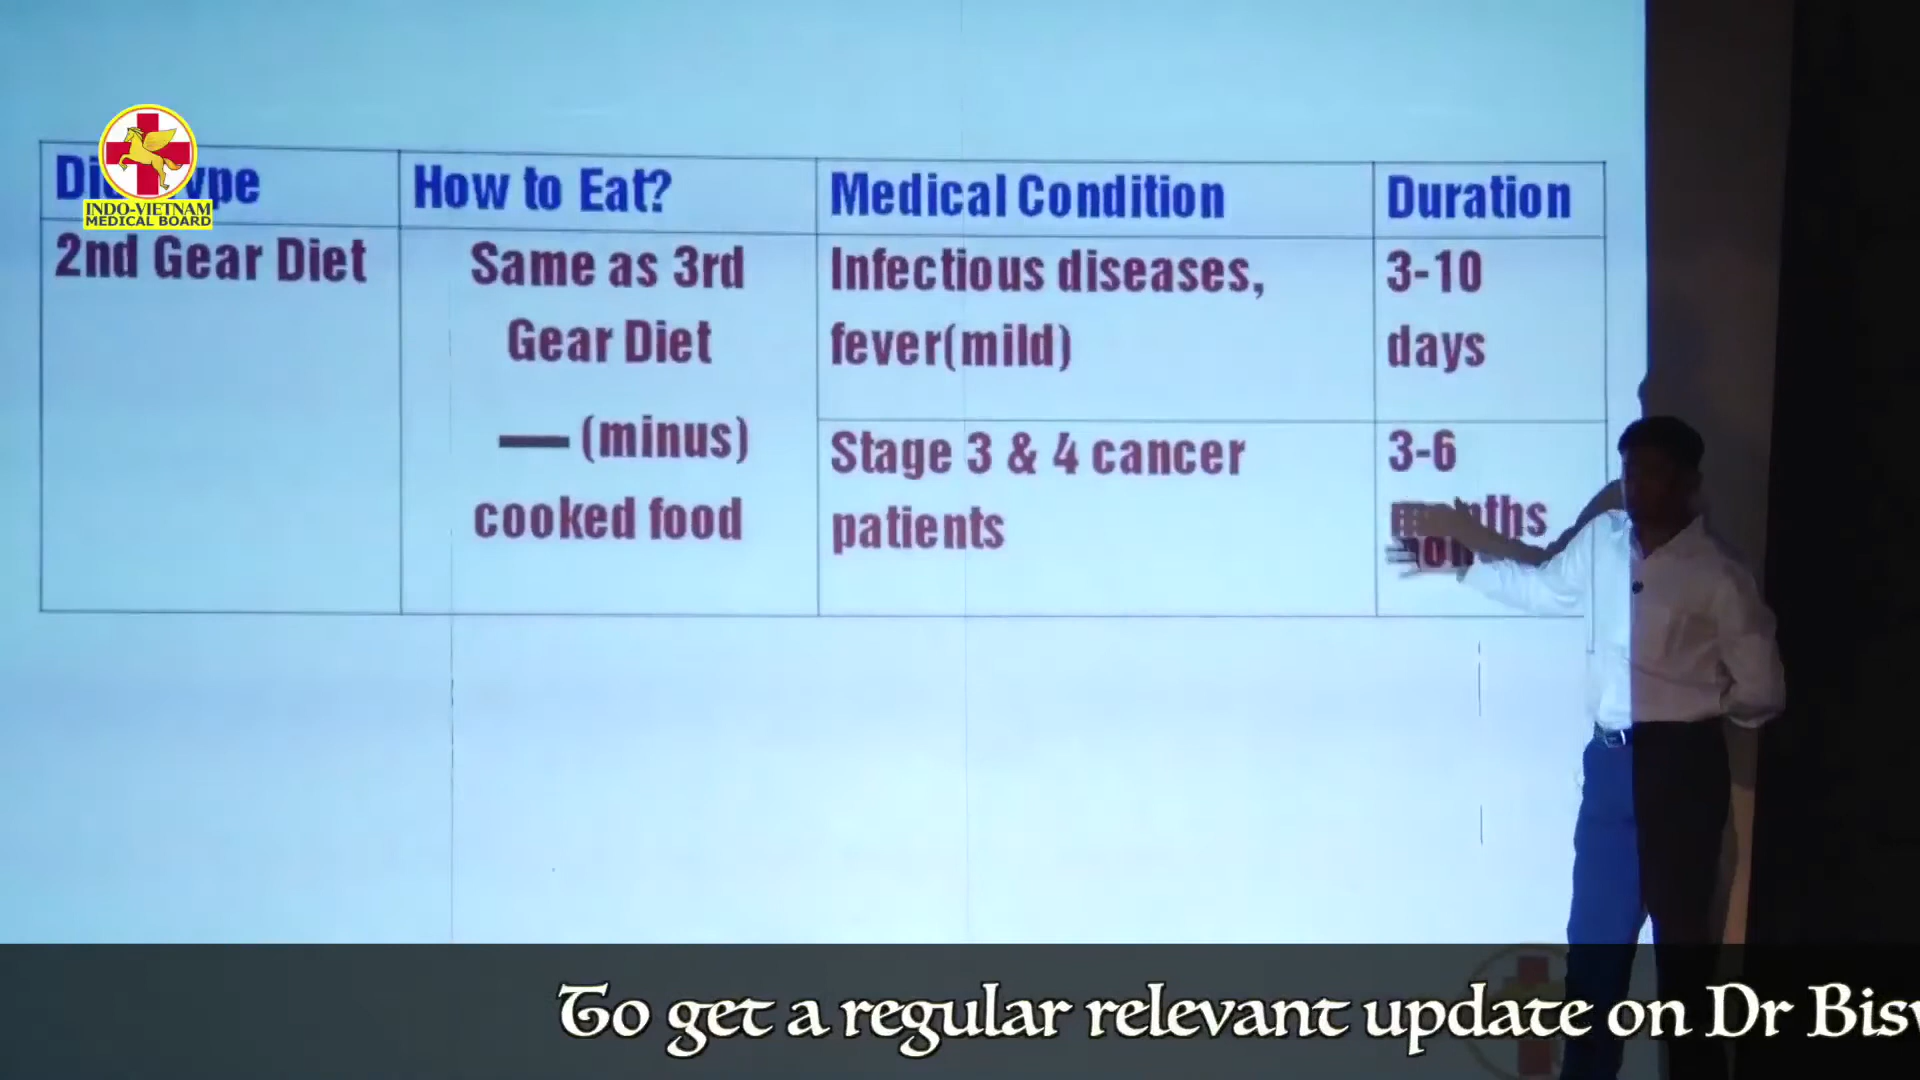 INDO-VIETNAM
MEDICAL BOARD
How to Eat?
Medical Condition
Duration
2nd Gear Diet
Same as 3rd
Gear Diet
— (minus)
cooked food
Infectious diseases,
fever(mild)
3-10
days
Stage 3 & 4 cancer
patients
3-6
months
To get a regular relevant update on Dr